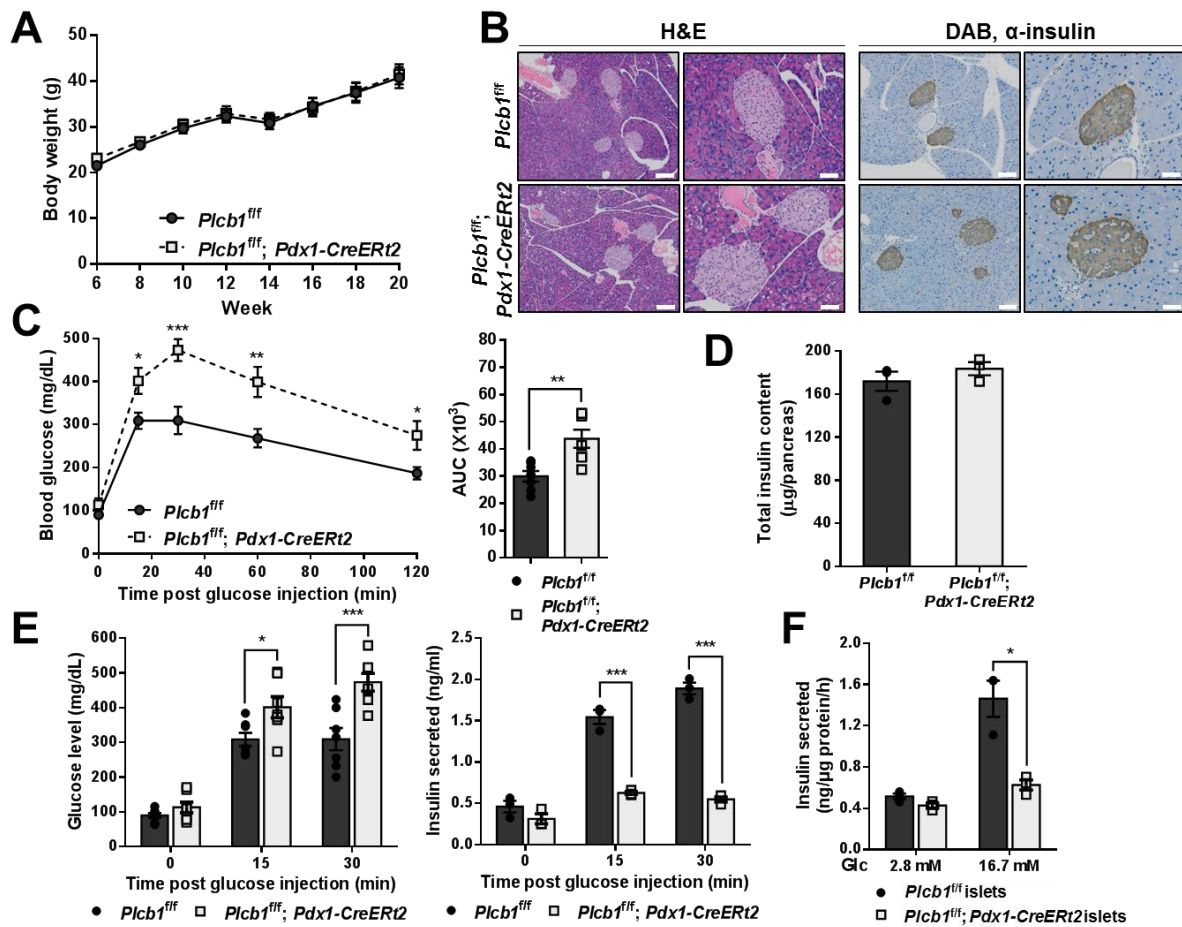 A
Body weight (g)
50
40
30
20
10
0
6 8 10 12 14 16 18 20
Week
Plcb1f/f
Plcb1f/f; Pdx1-CreERt2
B
H&E
DAB, α-insulin
Plcb1f/f
Plcb1f/f;
Pdx1-CreERt2
C
Blood glucose (mg/dL)
500
400
300
200
100
0
* *** ** *
0 20 40 60 80 100 120
Time post glucose injection (min)
Plcb1f/f
Plcb1f/f; Pdx1-CreERt2
AUC (X10³)
80
70
60
50
40
30
20
10
0
**
Plcb1f/f
Plcb1f/f;
Pdx1-CreERt2
D
Total insulin content
(μg/pancreas)
200
160
120
80
40
0
Plcb1f/f
Plcb1f/f;
Pdx1-CreERt2
E
Glucose level (mg/dL)
600
500
400
300
200
100
0
* ***
0 15 30
Time post glucose injection (min)
Plcb1f/f Plcb1f/f; Pdx1-CreERt2
Insulin secreted (ng/ml)
2.5
2.0
1.5
1.0
0.5
0.0
*** ***
0 15 30
Time post glucose injection (min)
Plcb1f/f Plcb1f/f; Pdx1-CreERt2
F
Insulin secreted
(ng/μg protein/h)
2.0
1.6
1.2
0.8
0.4
0.0
*
Glc 2.8 mM 16.7 mM
Plcb1f/f islets
Plcb1f/f; Pdx1-CreERt2 islets